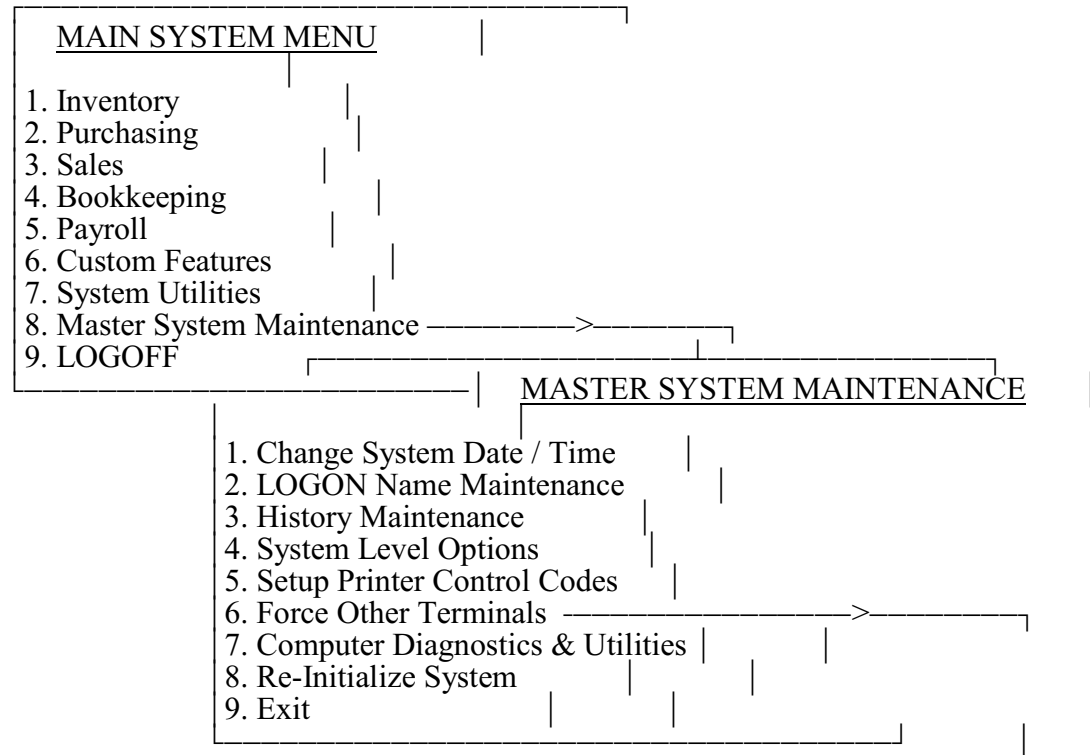 MAIN SYSTEM MENU
1. Inventory
2. Purchasing
3. Sales
4. Bookkeeping
5. Payroll
6. Custom Features
7. System Utilities
8. Master System Maintenance ———————>———————
9. LOGOFF
MASTER SYSTEM MAINTENANCE
1. Change System Date / Time
2. LOGON Name Maintenance
3. History Maintenance
4. System Level Options
5. Setup Printer Control Codes
6. Force Other Terminals ———————>———————
7. Computer Diagnostics & Utilities
8. Re-Initialize System
9. Exit